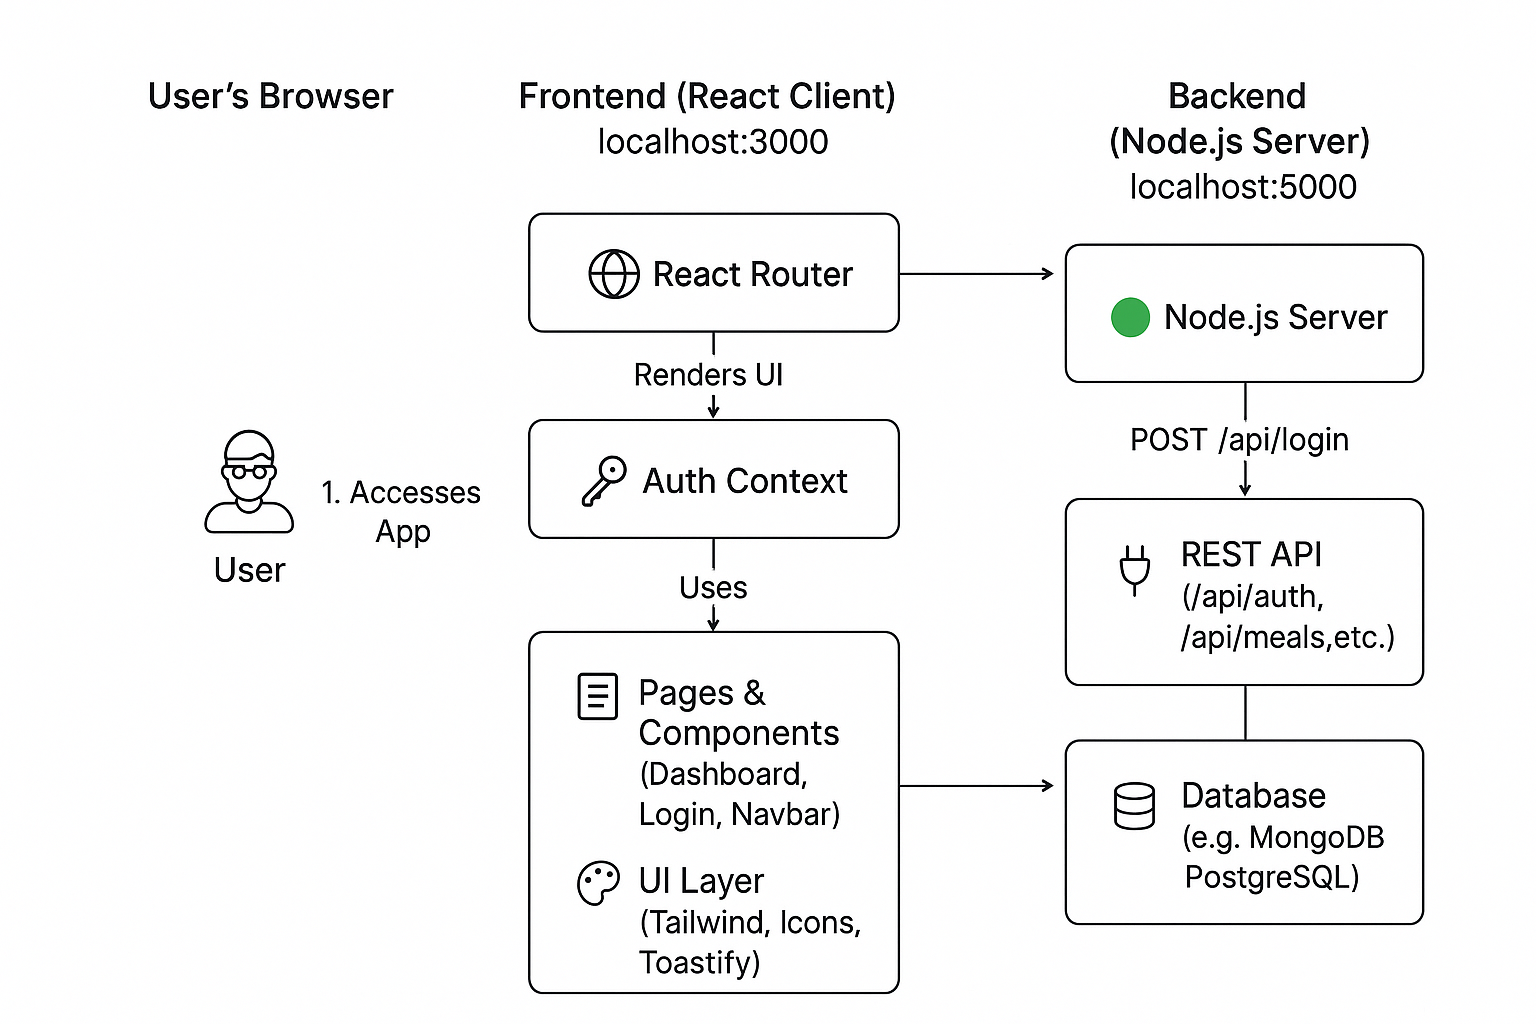 User’s Browser
Frontend (React Client)
localhost:3000
Backend
(Node.js Server)
localhost:5000
React Router
Node.js Server
Renders UI
POST /api/login
Auth Context
1. Accesses
App
User
Uses
REST API
(/api/auth,
/api/meals,etc.)
Pages &
Components
(Dashboard,
Login, Navbar)
UI Layer
(Tailwind, Icons,
Toastify)
Database
(e.g. MongoDB
PostgreSQL)